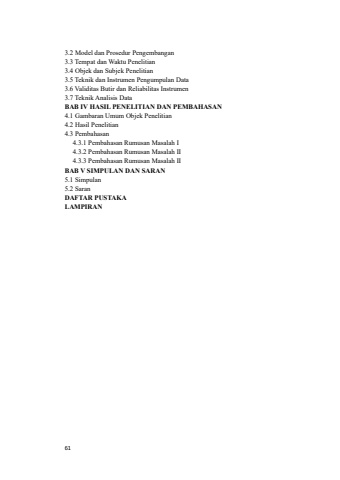 3.2 Model dan Prosedur Pengembangan
3.3 Tempat dan Waktu Penelitian
3.4 Objek dan Subjek Penelitian
3.5 Teknik dan Instrumen Pengumpulan Data
3.6 Validitas Butir dan Reliabilitas Instrumen
3.7 Teknik Analisis Data
BAB IV HASIL PENELITIAN DAN PEMBAHASAN
4.1 Gambaran Umum Objek Penelitian
4.2 Hasil Penelitian
4.3 Pembahasan
4.3.1 Pembahasan Rumusan Masalah I
4.3.2 Pembahasan Rumusan Masalah II
4.3.3 Pembahasan Rumusan Masalah II
BAB V SIMPULAN DAN SARAN
5.1 Simpulan
5.2 Saran
DAFTAR PUSTAKA
LAMPIRAN
61